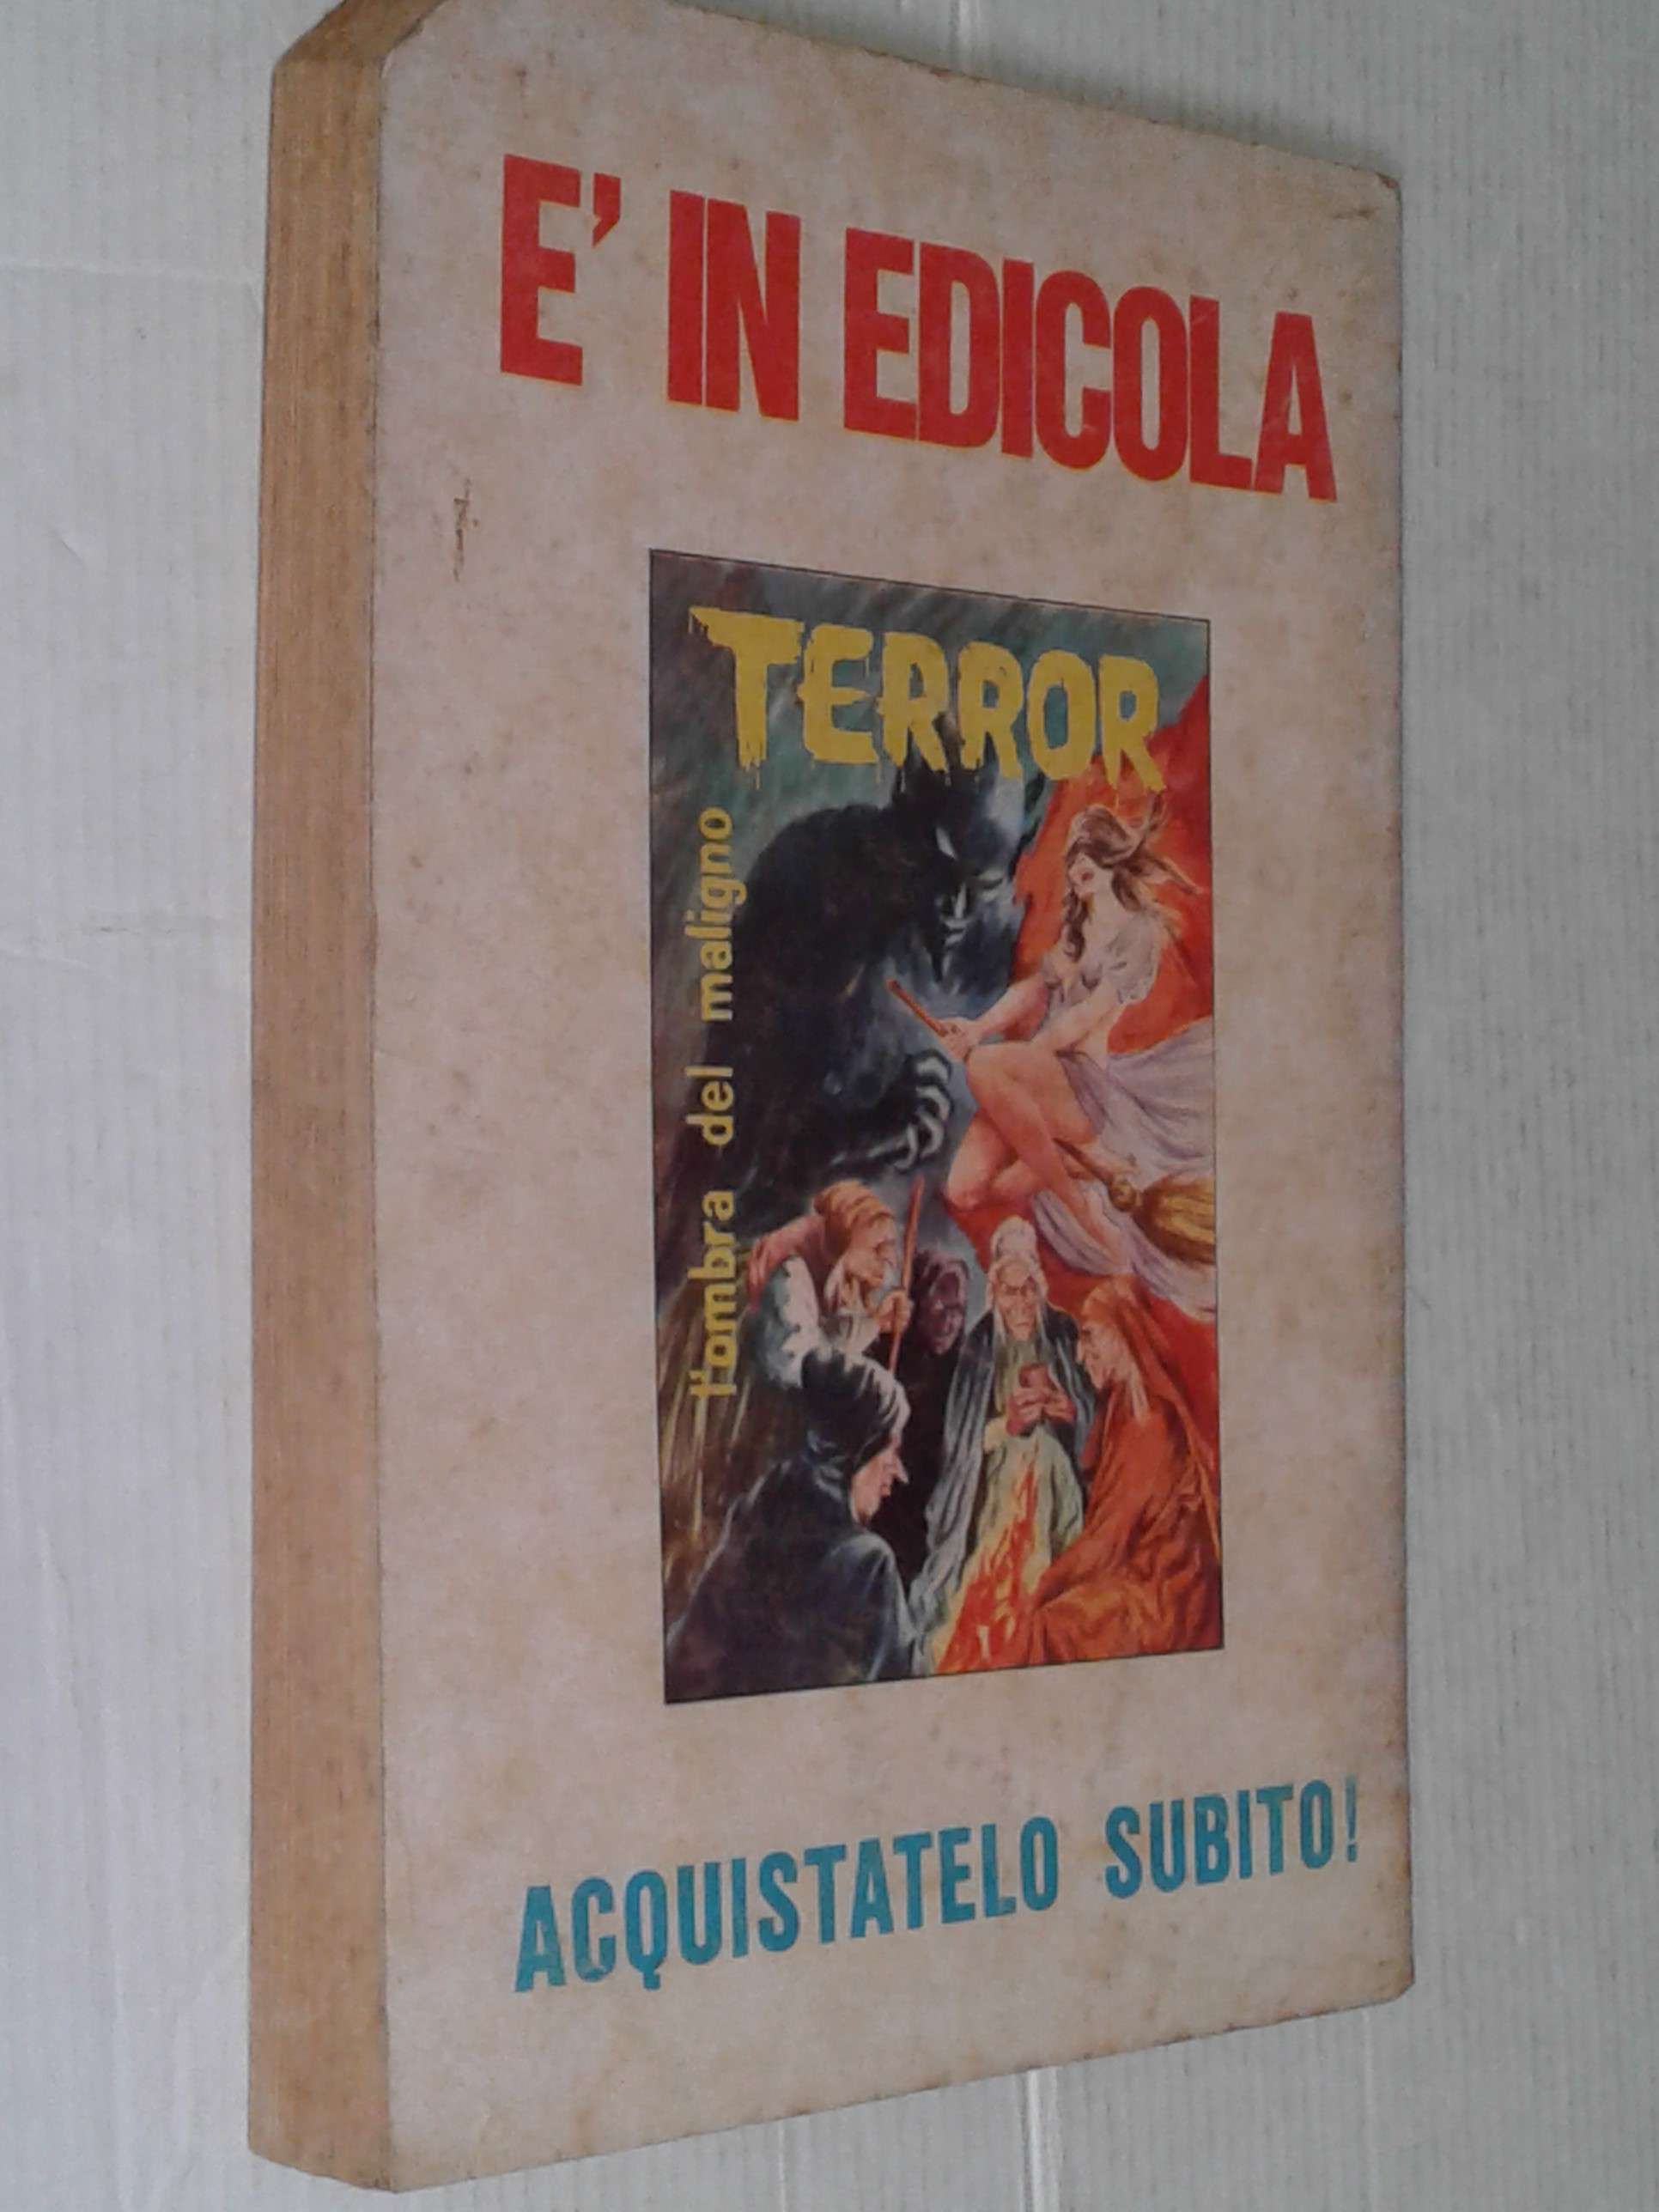 E' IN EDICOLA
TERROR
l'ombra del maligno
ACQUISTATELO SUBITO!